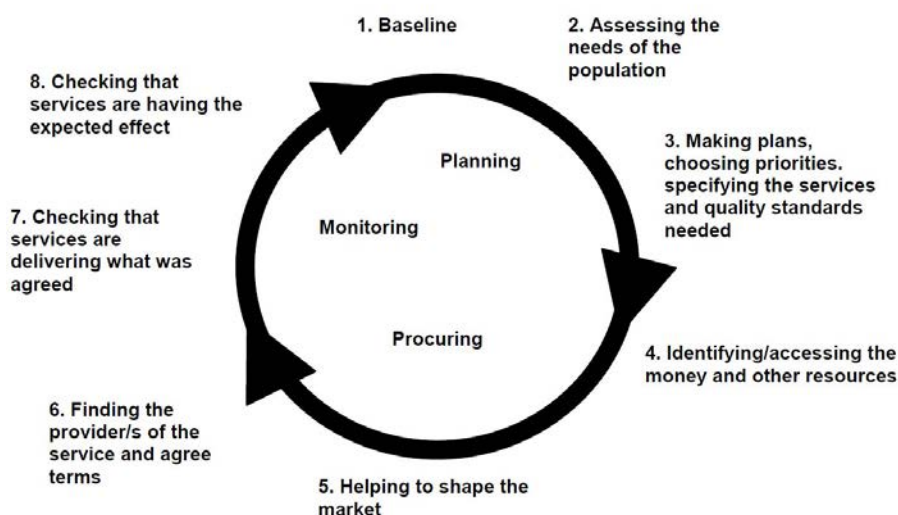 1. Baseline
2. Assessing the
needs of the
population
3. Making plans,
choosing priorities.
specifying the services
and quality standards
needed
4. Identifying/accessing the
money and other resources
5. Helping to shape the
market
6. Finding the
provider/s of the
service and agree
terms
7. Checking that
services are
delivering what was
agreed
8. Checking that
services are having the
expected effect
Planning
Monitoring
Procuring